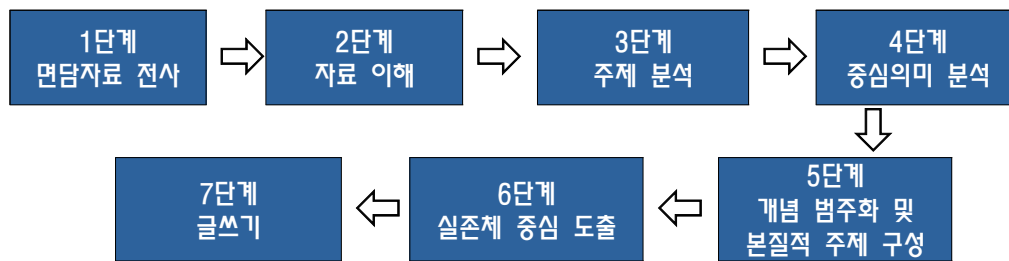 1단계
면담자료 전사
2단계
자료 이해
3단계
주제 분석
4단계
중심의미 분석
5단계
개념 범주화 및
본질적 주제 구성
6단계
실존체 중심 도출
7단계
글쓰기